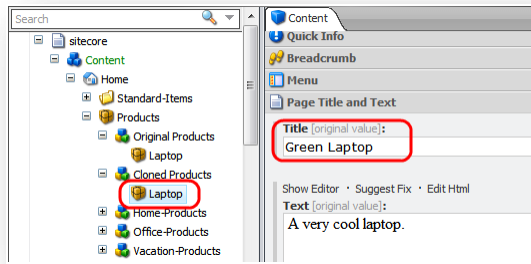 Search
sitecore
Content
Home
Standard-Items
Products
Original Products
Laptop
Cloned Products
Laptop
Home-Products
Office-Products
Vacation-Products
Content
Quick Info
Breadcrumb
Menu
Page Title and Text
Title [original value]:
Green Laptop
Show Editor · Suggest Fix · Edit Html
Text [original value]:
A very cool laptop.